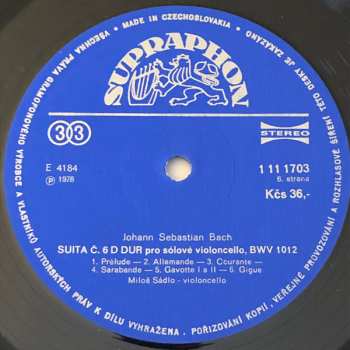 • MADE IN CZECHOSLOVAKIA •
SUPRAPHON
33
STEREO
E 4184
℗ 1976
1 11 1703
6. strana
Kčs 36,-
Johann Sebastian Bach
SUITA Č. 6 D DUR pro sólové violoncello, BWV 1012
1. Prélude — 2. Allemande — 3. Courante —
4. Sarabande — 5. Gavotte I a II — 6. Gigue
Miloš Sádlo - violoncello
VŠECHNA PRÁVA GRAMOFONOVÉHO VÝROBCE A VLASTNÍKŮ AUTORSKÝCH PRÁV K DÍLU VYHRAŽENA. POŘIZOVÁNÍ KOPIÍ, VEŘEJNÉ PROVOZOVÁNÍ A ROZHLASOVÉ ŠÍŘENÍ TÉTO DESKY JE ZAKÁZÁNO